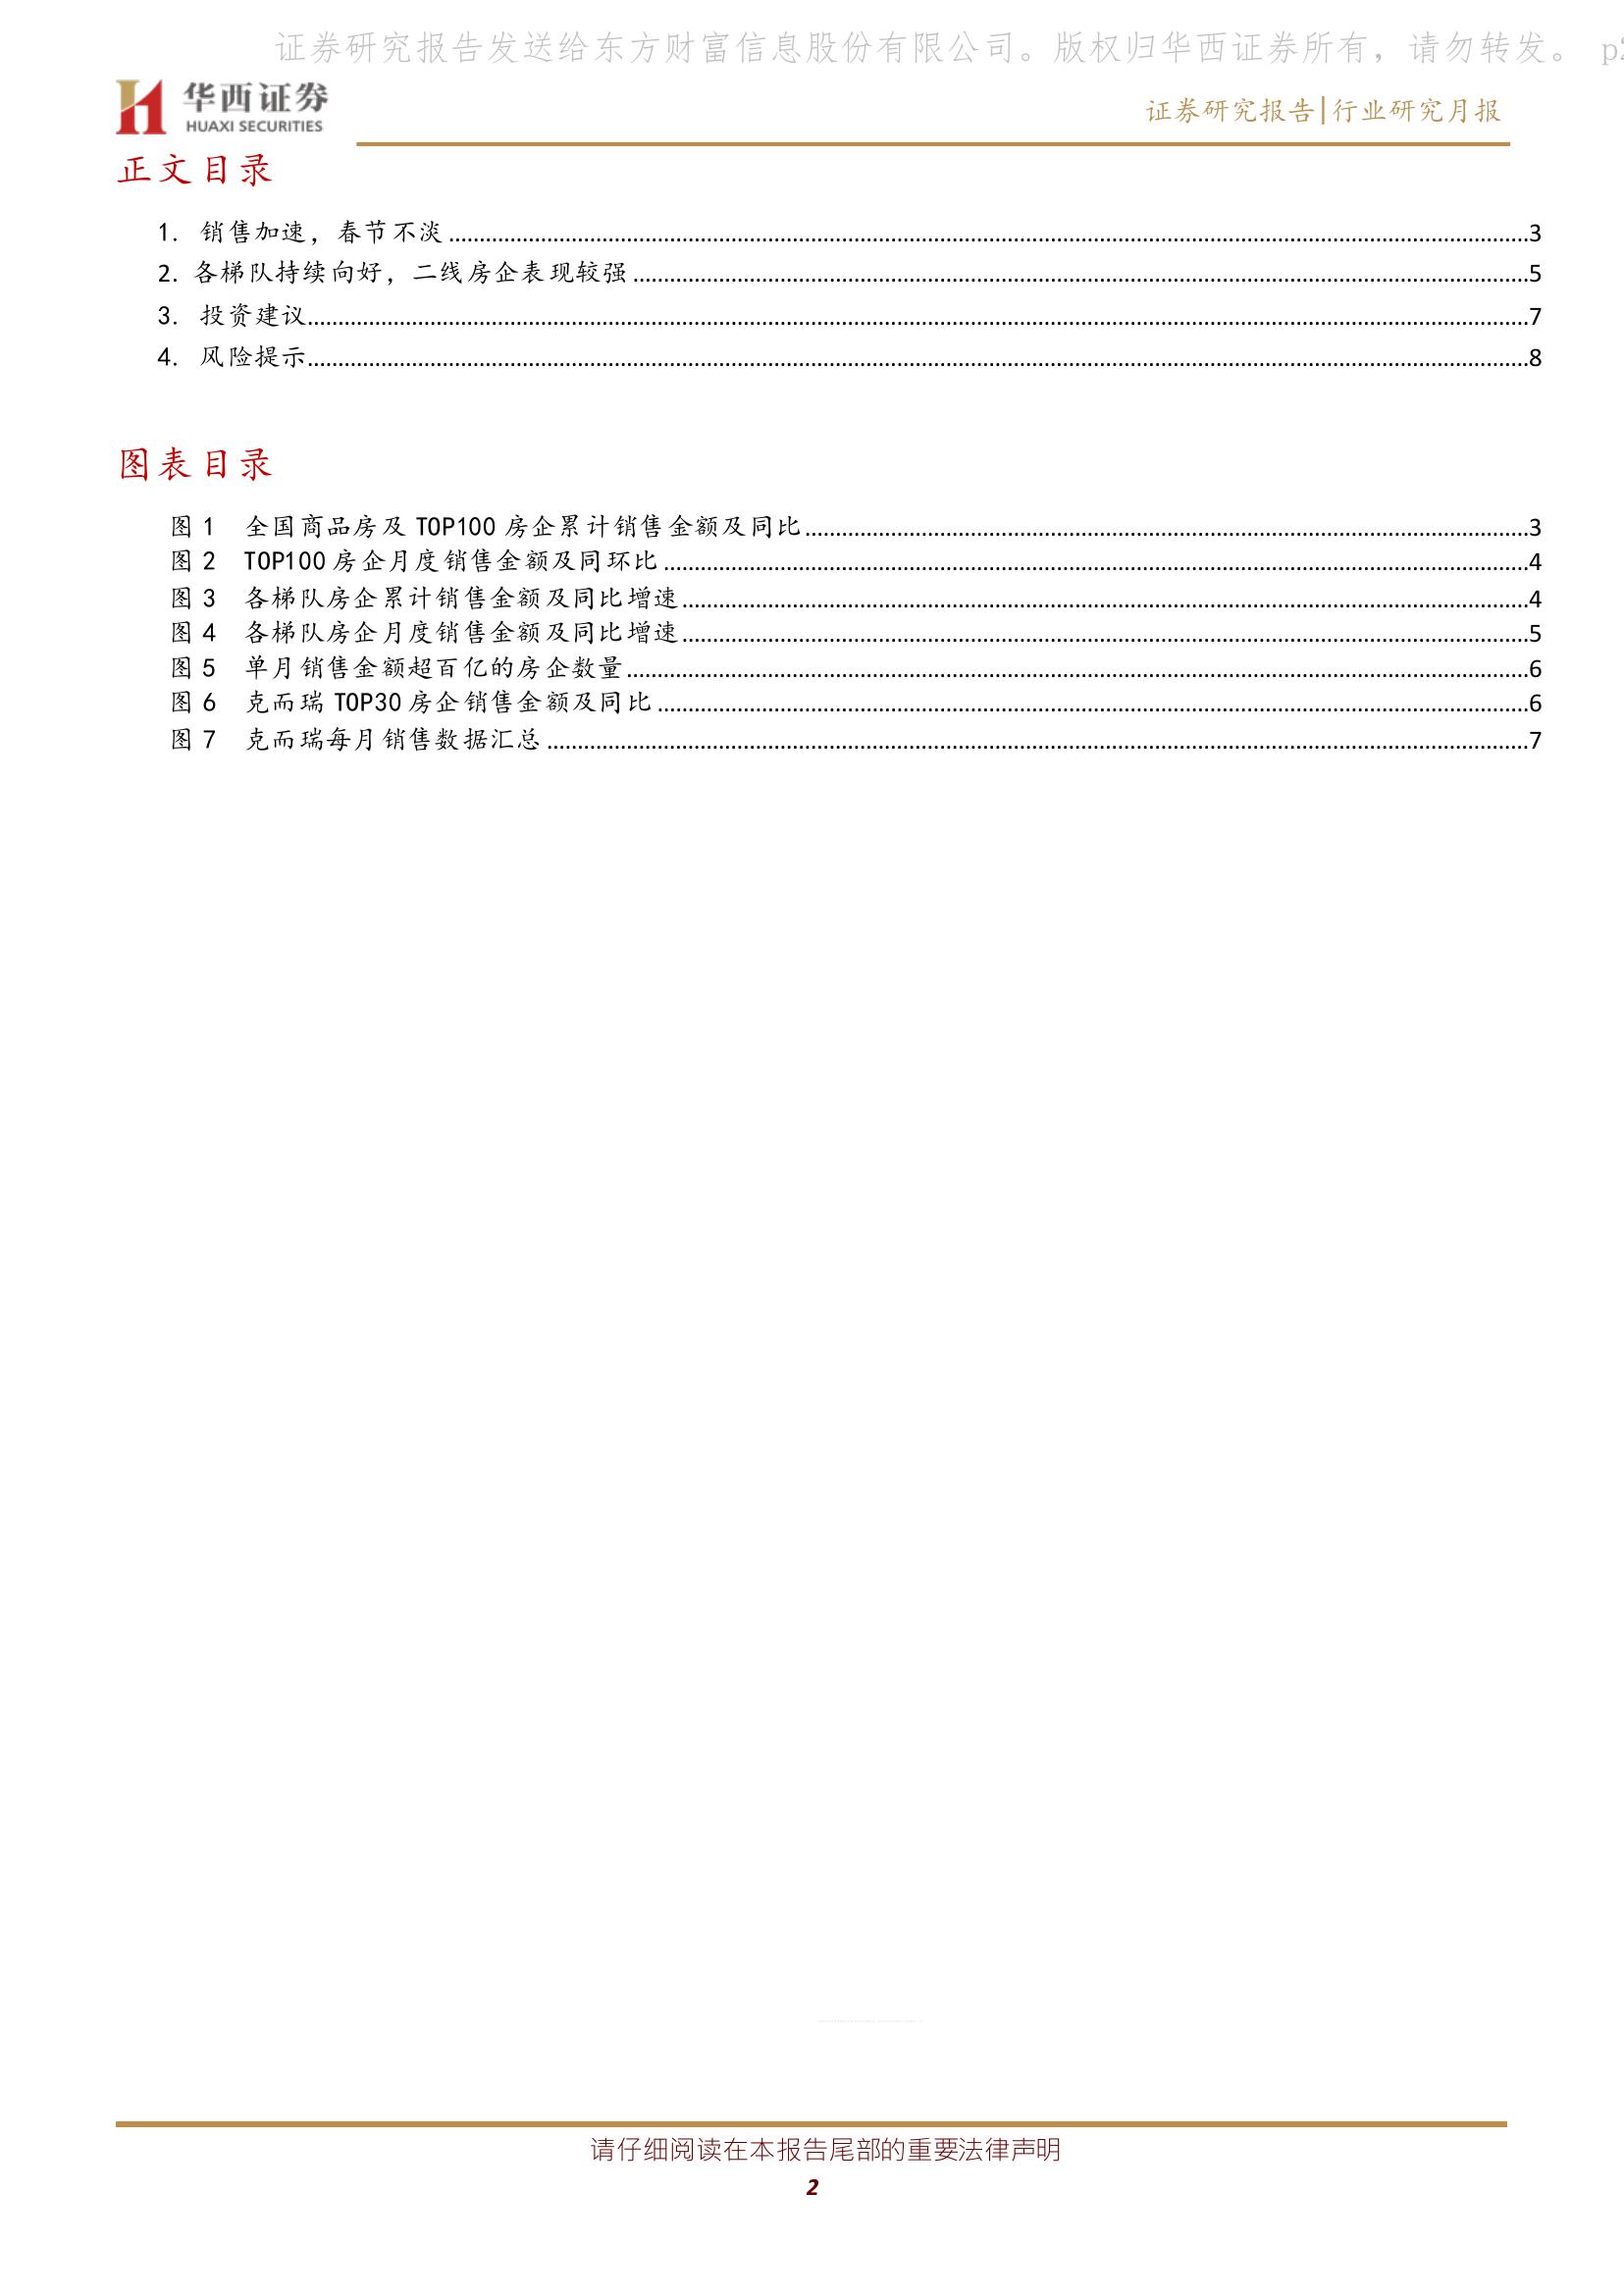 证券研究报告发送给东方财富信息股份有限公司。版权归华西证券所有，请勿转发。 p2
华西证券
HUAXI SECURITIES
证券研究报告|行业研究月报
正文目录
1. 销售加速，春节不淡........3
2. 各梯队持续向好，二线房企表现较强........5
3. 投资建议........7
4. 风险提示........8
图表目录
图 1 全国商品房及 TOP100 房企累计销售金额及同比........3
图 2 TOP100 房企月度销售金额及同环比........4
图 3 各梯队房企累计销售金额及同比增速........4
图 4 各梯队房企月度销售金额及同比增速........5
图 5 单月销售金额超百亿的房企数量........6
图 6 克而瑞 TOP30 房企销售金额及同比........6
图 7 克而瑞每月销售数据汇总........7
请仔细阅读在本报告尾部的重要法律声明
2